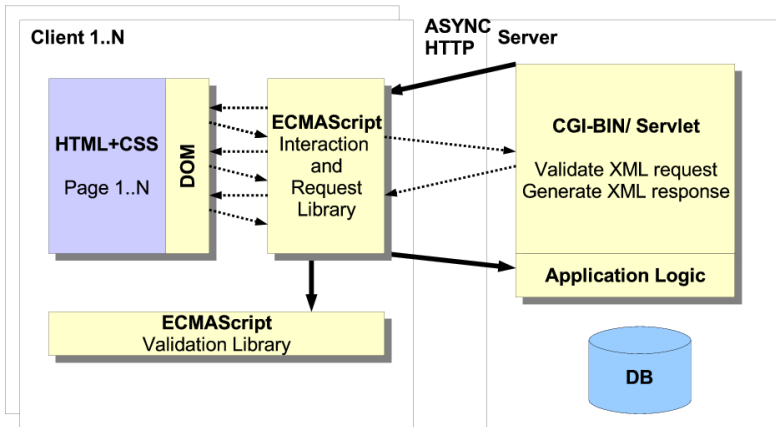 Client 1..N
ASYNC
HTTP
Server
HTML+CSS
Page 1..N
DOM
ECMAScript
Interaction
and
Request
Library
CGI-BIN/ Servlet
Validate XML request
Generate XML response
Application Logic
ECMAScript
Validation Library
DB